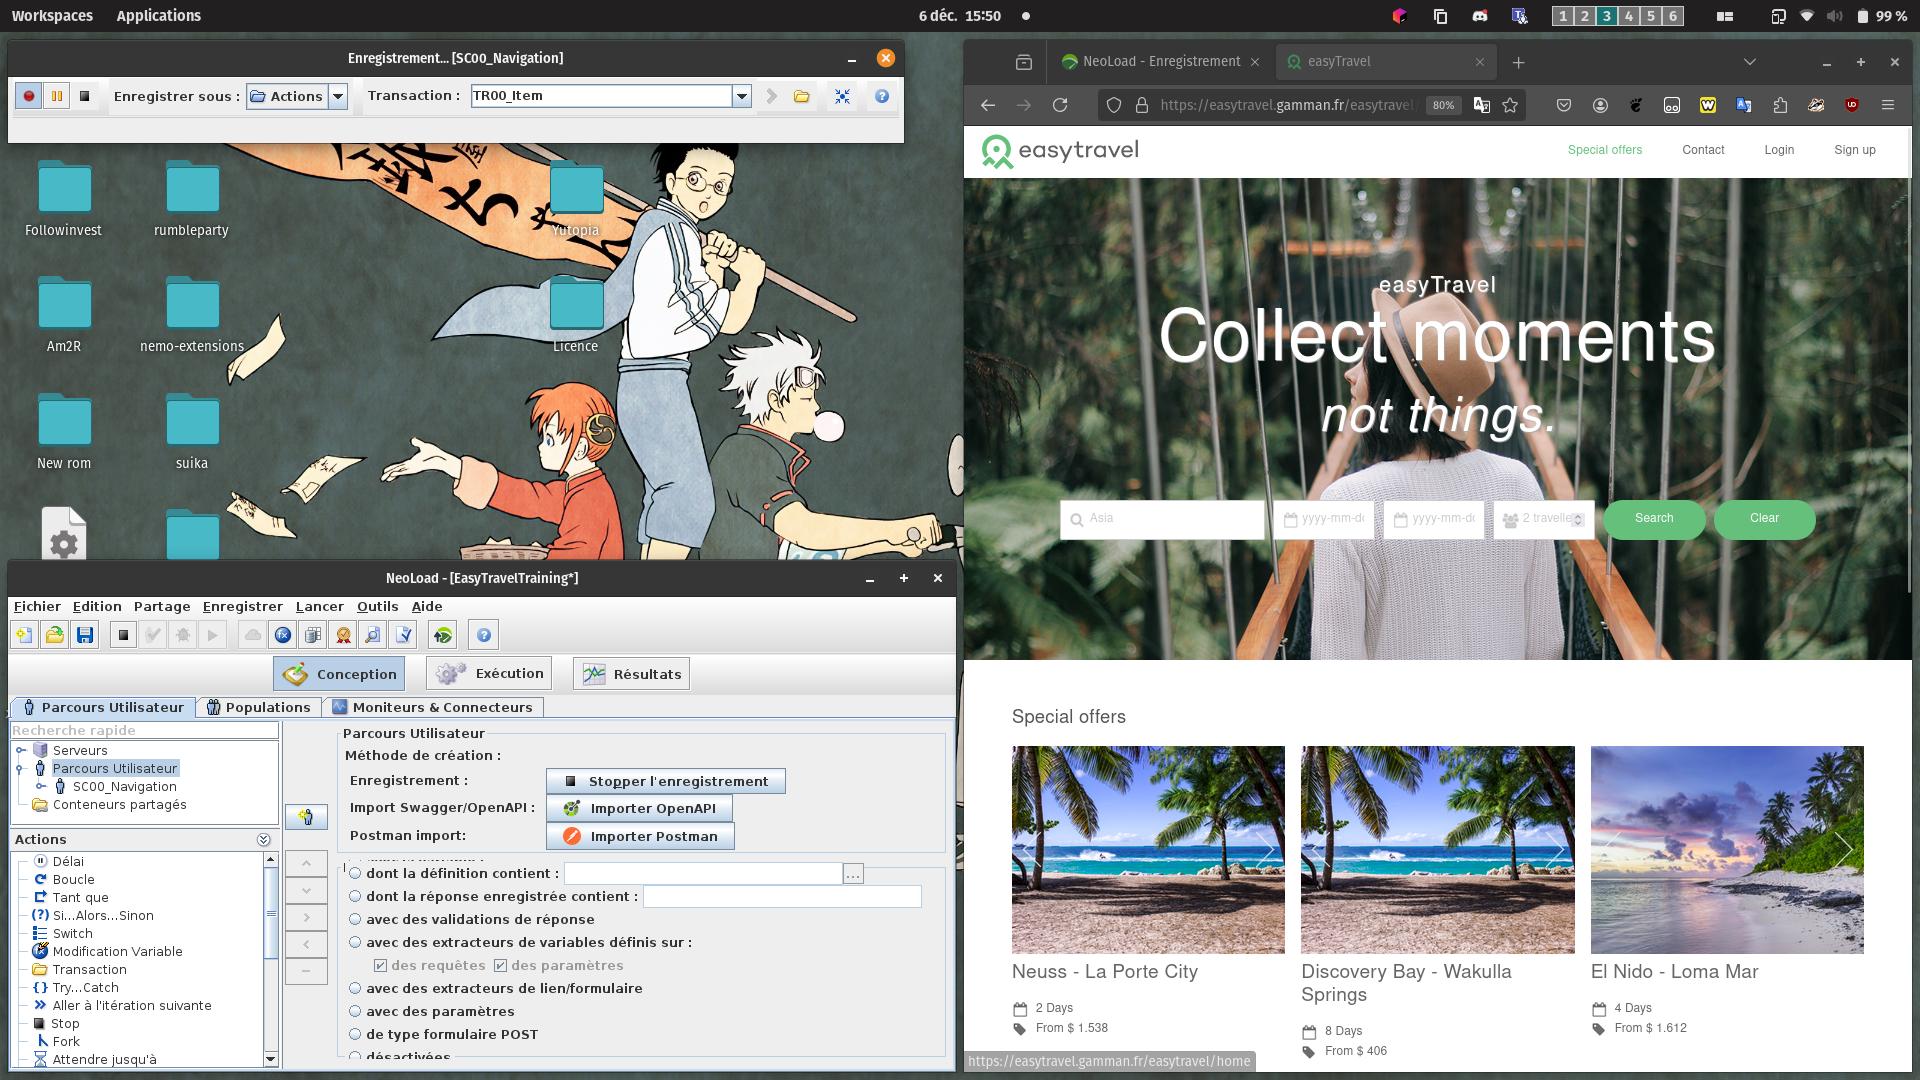 Workspaces Applications 6 déc. 15:50 1 2 3 4 5 6 99 %
Enregistrement... [SC00_Navigation]
Enregistrer sous : Actions Transaction : TR00_Item
Followinvest
rumbleparty
Yutopia
Am2R
nemo-extensions
Licence
New rom
suika
NeoLoad - [EasyTravelTraining*]
Fichier Edition Partage Enregistrer Lancer Outils Aide
Conception Exécution Résultats
Parcours Utilisateur Populations Moniteurs & Connecteurs
Recherche rapide
Serveurs
Parcours Utilisateur
SC00_Navigation
Conteneurs partagés
Actions
Délai
Boucle
Tant que
Si...Alors...Sinon
Switch
Modification Variable
Transaction
Try...Catch
Aller à l'itération suivante
Stop
Fork
Attendre jusqu'à
Parcours Utilisateur
Méthode de création :
Enregistrement : Stopper l'enregistrement
Import Swagger/OpenAPI : Importer OpenAPI
Postman import: Importer Postman
dont la définition contient : ...
dont la réponse enregistrée contient :
avec des validations de réponse
avec des extracteurs de variables définis sur :
des requêtes des paramètres
avec des extracteurs de lien/formulaire
avec des paramètres
de type formulaire POST
désactivées
NeoLoad - Enregistrement easyTravel
https://easytravel.gamman.fr/easytravel/ 80%
easytravel Special offers Contact Login Sign up
easyTravel
Collect moments
not things.
Asia yyyy-mm-dd yyyy-mm-dd 2 travelle Search Clear
Special offers
Neuss - La Porte City
2 Days
From $ 1.538
Discovery Bay - Wakulla
Springs
8 Days
From $ 406
El Nido - Loma Mar
4 Days
From $ 1.612
https://easytravel.gamman.fr/easytravel/home